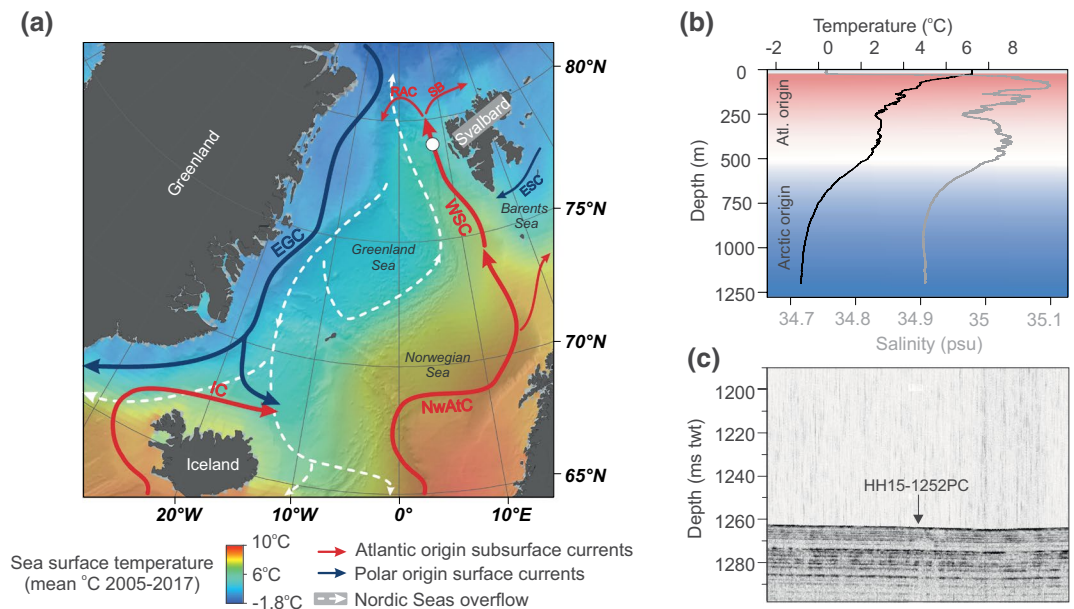 (a)
80°N
75°N
70°N
65°N
20°W
10°W
0°
10°E
Greenland
RAC
SB
Svalbard
WSC
ESC
Barents
Sea
EGC
Greenland
Sea
Norwegian
Sea
IC
NwAtC
Iceland
Sea surface temperature
(mean °C 2005-2017)
10°C
6°C
-1.8°C
Atlantic origin subsurface currents
Polar origin surface currents
Nordic Seas overflow
(b)
Temperature (°C)
-2 0 2 4 6 8
Depth (m)
0
250
500
750
1000
1250
Atl. origin
Arctic origin
34.7 34.8 34.9 35 35.1
Salinity (psu)
(c)
Depth (ms twt)
1200
1220
1240
1260
1280
HH15-1252PC